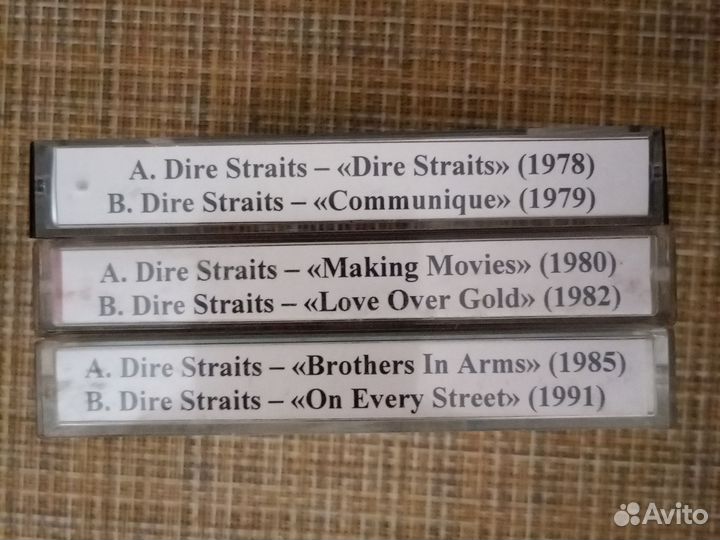 A. Dire Straits – «Dire Straits» (1978)
B. Dire Straits – «Communique» (1979)
A. Dire Straits – «Making Movies» (1980)
B. Dire Straits – «Love Over Gold» (1982)
A. Dire Straits – «Brothers In Arms» (1985)
B. Dire Straits – «On Every Street» (1991)
Avito